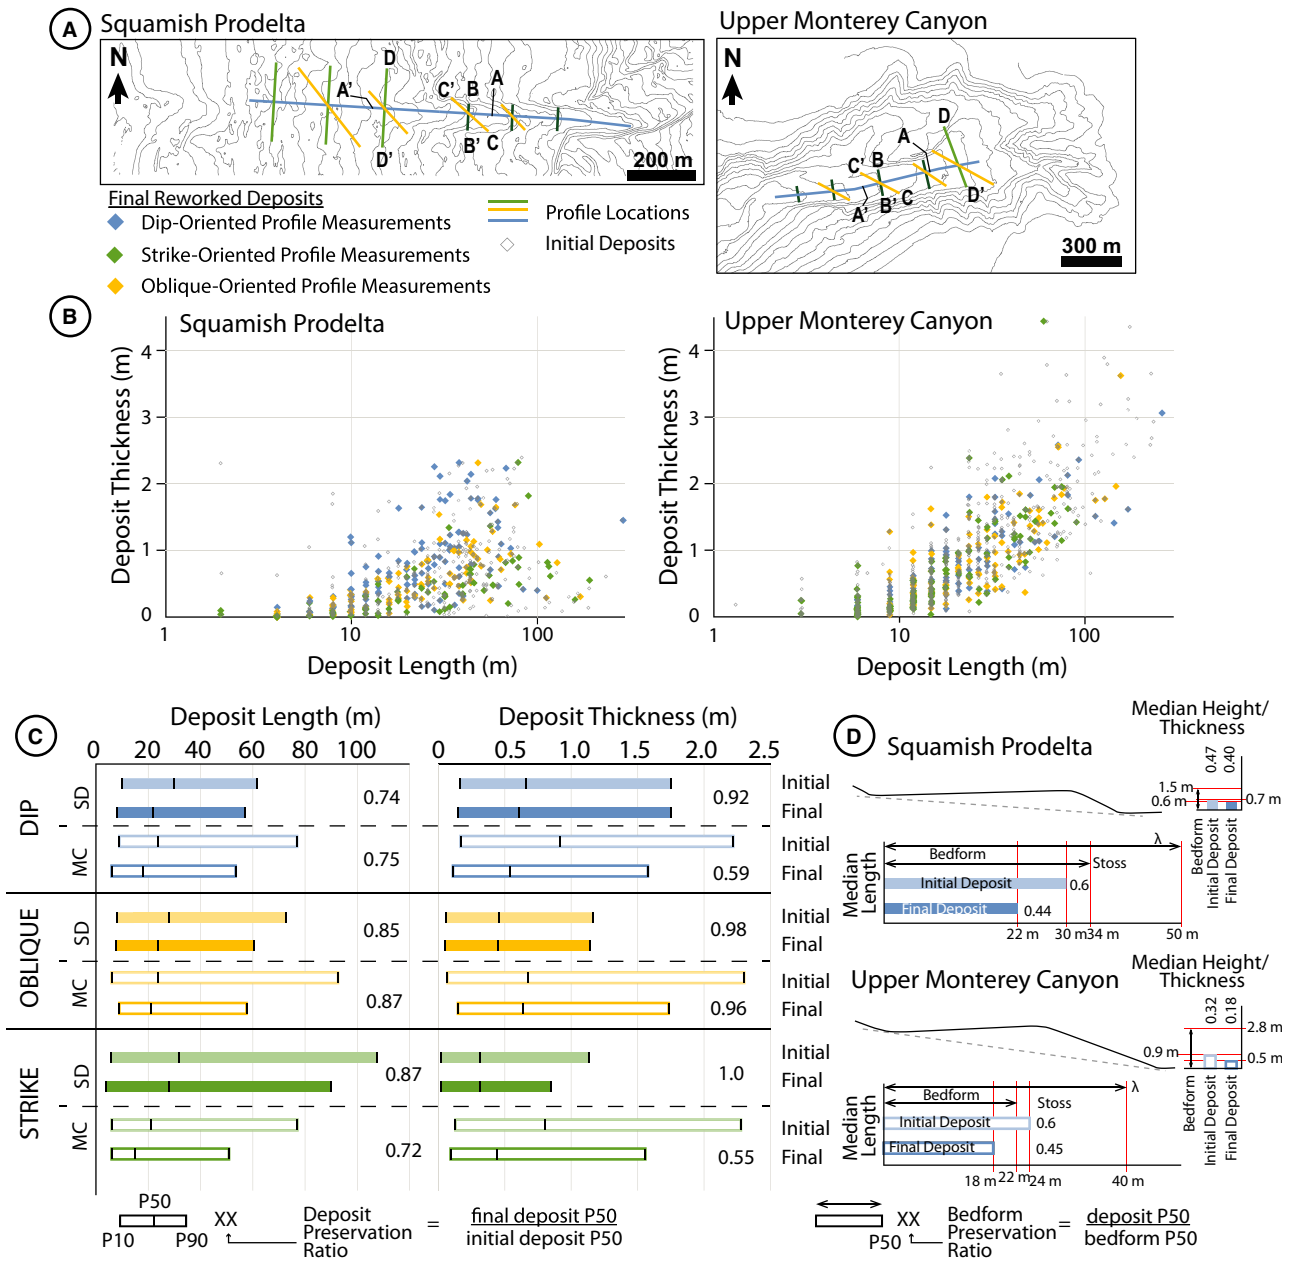 A
Squamish Prodelta
N
A'
D
D'
C'
B
A
B'
C
200 m
Upper Monterey Canyon
N
D
A
C'
B
A'
B'
C
D'
300 m
Final Reworked Deposits
Dip-Oriented Profile Measurements
Strike-Oriented Profile Measurements
Oblique-Oriented Profile Measurements
Profile Locations
Initial Deposits
B
Squamish Prodelta
Deposit Thickness (m)
4
3
2
1
0
1
10
100
Deposit Length (m)
Upper Monterey Canyon
Deposit Thickness (m)
4
3
2
1
0
1
10
100
Deposit Length (m)
C
Deposit Length (m)
0 20 40 60 80 100
Deposit Thickness (m)
0 0.5 1.0 1.5 2.0 2.5
DIP
SD
0.74
0.92
Initial
Final
MC
0.75
0.59
Initial
Final
OBLIQUE
SD
0.85
0.98
Initial
Final
MC
0.87
0.96
Initial
Final
STRIKE
SD
0.87
1.0
Initial
Final
MC
0.72
0.55
Initial
Final
P50
P10
P90
XX
Deposit
Preservation
Ratio
=
final deposit P50
initial deposit P50
D
Squamish Prodelta
Median Height/
Thickness
0.47
0.40
1.5 m
0.6 m
0.7 m
Bedform
Initial Deposit
Final Deposit
Median
Length
λ
Bedform
Stoss
Initial Deposit
0.6
Final Deposit
0.44
22 m
30 m
34 m
50 m
Upper Monterey Canyon
Median Height/
Thickness
0.32
0.18
2.8 m
0.9 m
0.5 m
Bedform
Initial Deposit
Final Deposit
Median
Length
λ
Bedform
Stoss
Initial Deposit
0.6
Final Deposit
0.45
18 m
22 m
24 m
40 m
P50
XX
Bedform
Preservation
Ratio
=
deposit P50
bedform P50